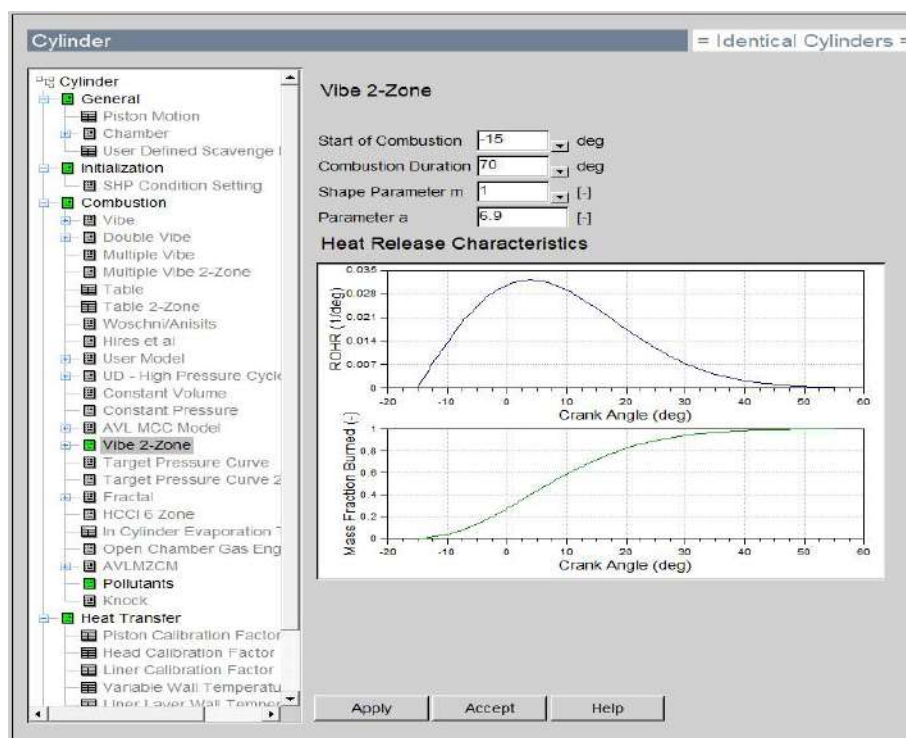 Cylinder
= Identical Cylinders =
Cylinder
General
Piston Motion
Chamber
User Defined Scavenge
Initialization
SHP Condition Setting
Combustion
Vibe
Double Vibe
Multiple Vibe
Multiple Vibe 2-Zone
Table
Table 2-Zone
Woschni/Anisits
Hires et al
User Model
UD - High Pressure Cycle
Constant Volume
Constant Pressure
AVL MCC Model
Vibe 2-Zone
Target Pressure Curve
Target Pressure Curve 2
Fractal
HCCI 6 Zone
In Cylinder Evaporation
Open Chamber Gas Eng
AVLMZCM
Pollutants
Knock
Heat Transfer
Piston Calibration Factor
Head Calibration Factor
Liner Calibration Factor
Variable Wall Temperatu
Liner Layer Wall Temper
Vibe 2-Zone
Start of Combustion -15 deg
Combustion Duration 70 deg
Shape Parameter m 1 [-]
Parameter a 6.9 [-]
Heat Release Characteristics
ROHR (1/deg)
0.035
0.028
0.021
0.014
0.007
0
-20 -10 0 10 20 30 40 50 60
Crank Angle (deg)
Mass Fraction Burned (-)
1
0.8
0.6
0.4
0.2
0
-20 -10 0 10 20 30 40 50 60
Crank Angle (deg)
Apply Accept Help